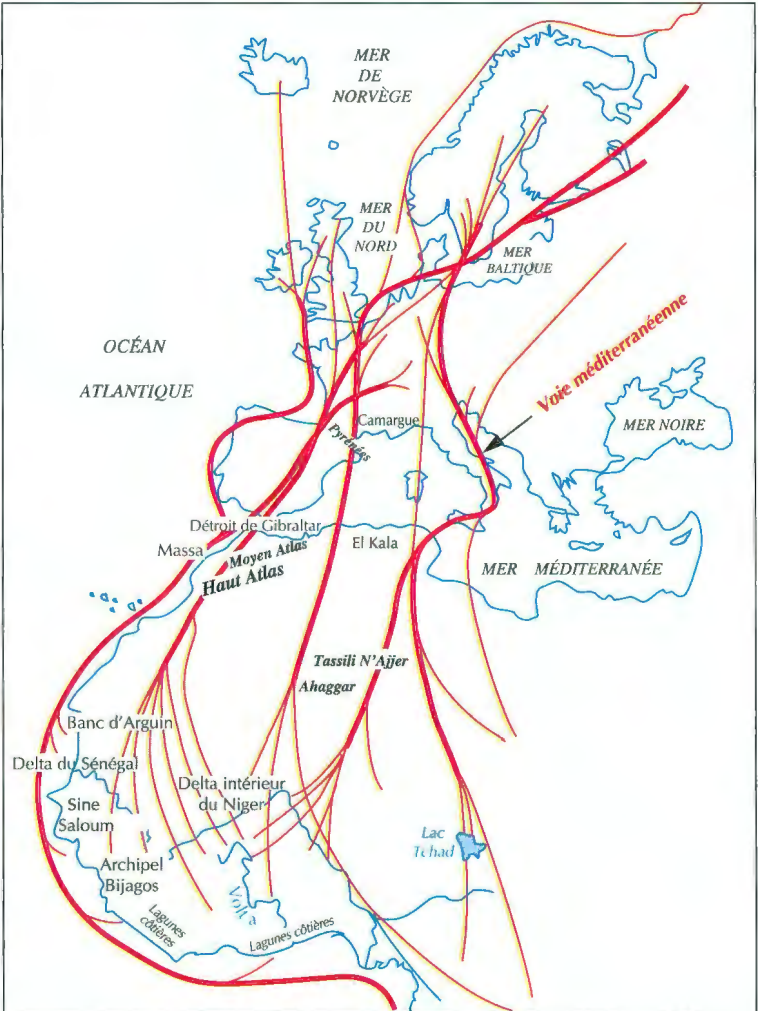 MER
DE
NORVÈGE
MER
DU
NORD
MER
BALTIQUE
OCÉAN
ATLANTIQUE
Voie méditerranéenne
MER NOIRE
Camargue
Pyrénées
Détroit de Gibraltar
El Kala
Massa
Moyen Atlas
Haut Atlas
MER MÉDITERRANÉE
Tassili N'Ajjer
Ahaggar
Banc d'Arguin
Delta du Sénégal
Delta intérieur
du Niger
Sine
Saloum
Lac
Tchad
Archipel
Bijagos
Volta
Lagunes
côtières
Lagunes côtières